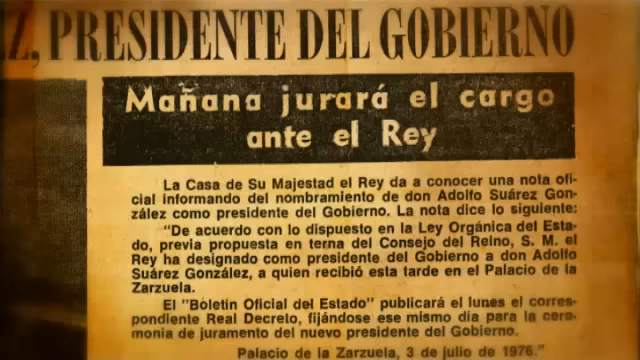 Z, PRESIDENTE DEL GOBIERNO
Mañana jurará el cargo
ante el Rey
La Casa de Su Majestad el Rey da a conocer una nota ofi-
cial informando del nombramiento de don Adolfo Suárez Gon-
zález como presidente del Gobierno. La nota dice lo siguiente:
"De acuerdo con lo dispuesto en la Ley Orgánica del Esta-
do, previa propuesta en terna del Consejo del Reino, S. M. el
Rey ha designado como presidente del Gobierno a don Adolfo
Suárez González, a quien recibió esta tarde en el Palacio de la
Zarzuela.
El "Boletín Oficial del Estado" publicará el lunes el corres-
pondiente Real Decreto, fijándose ese mismo día para la cere-
monia de juramento del nuevo presidente del Gobierno.
Palacio de la Zarzuela, 3 de julio de 1976."